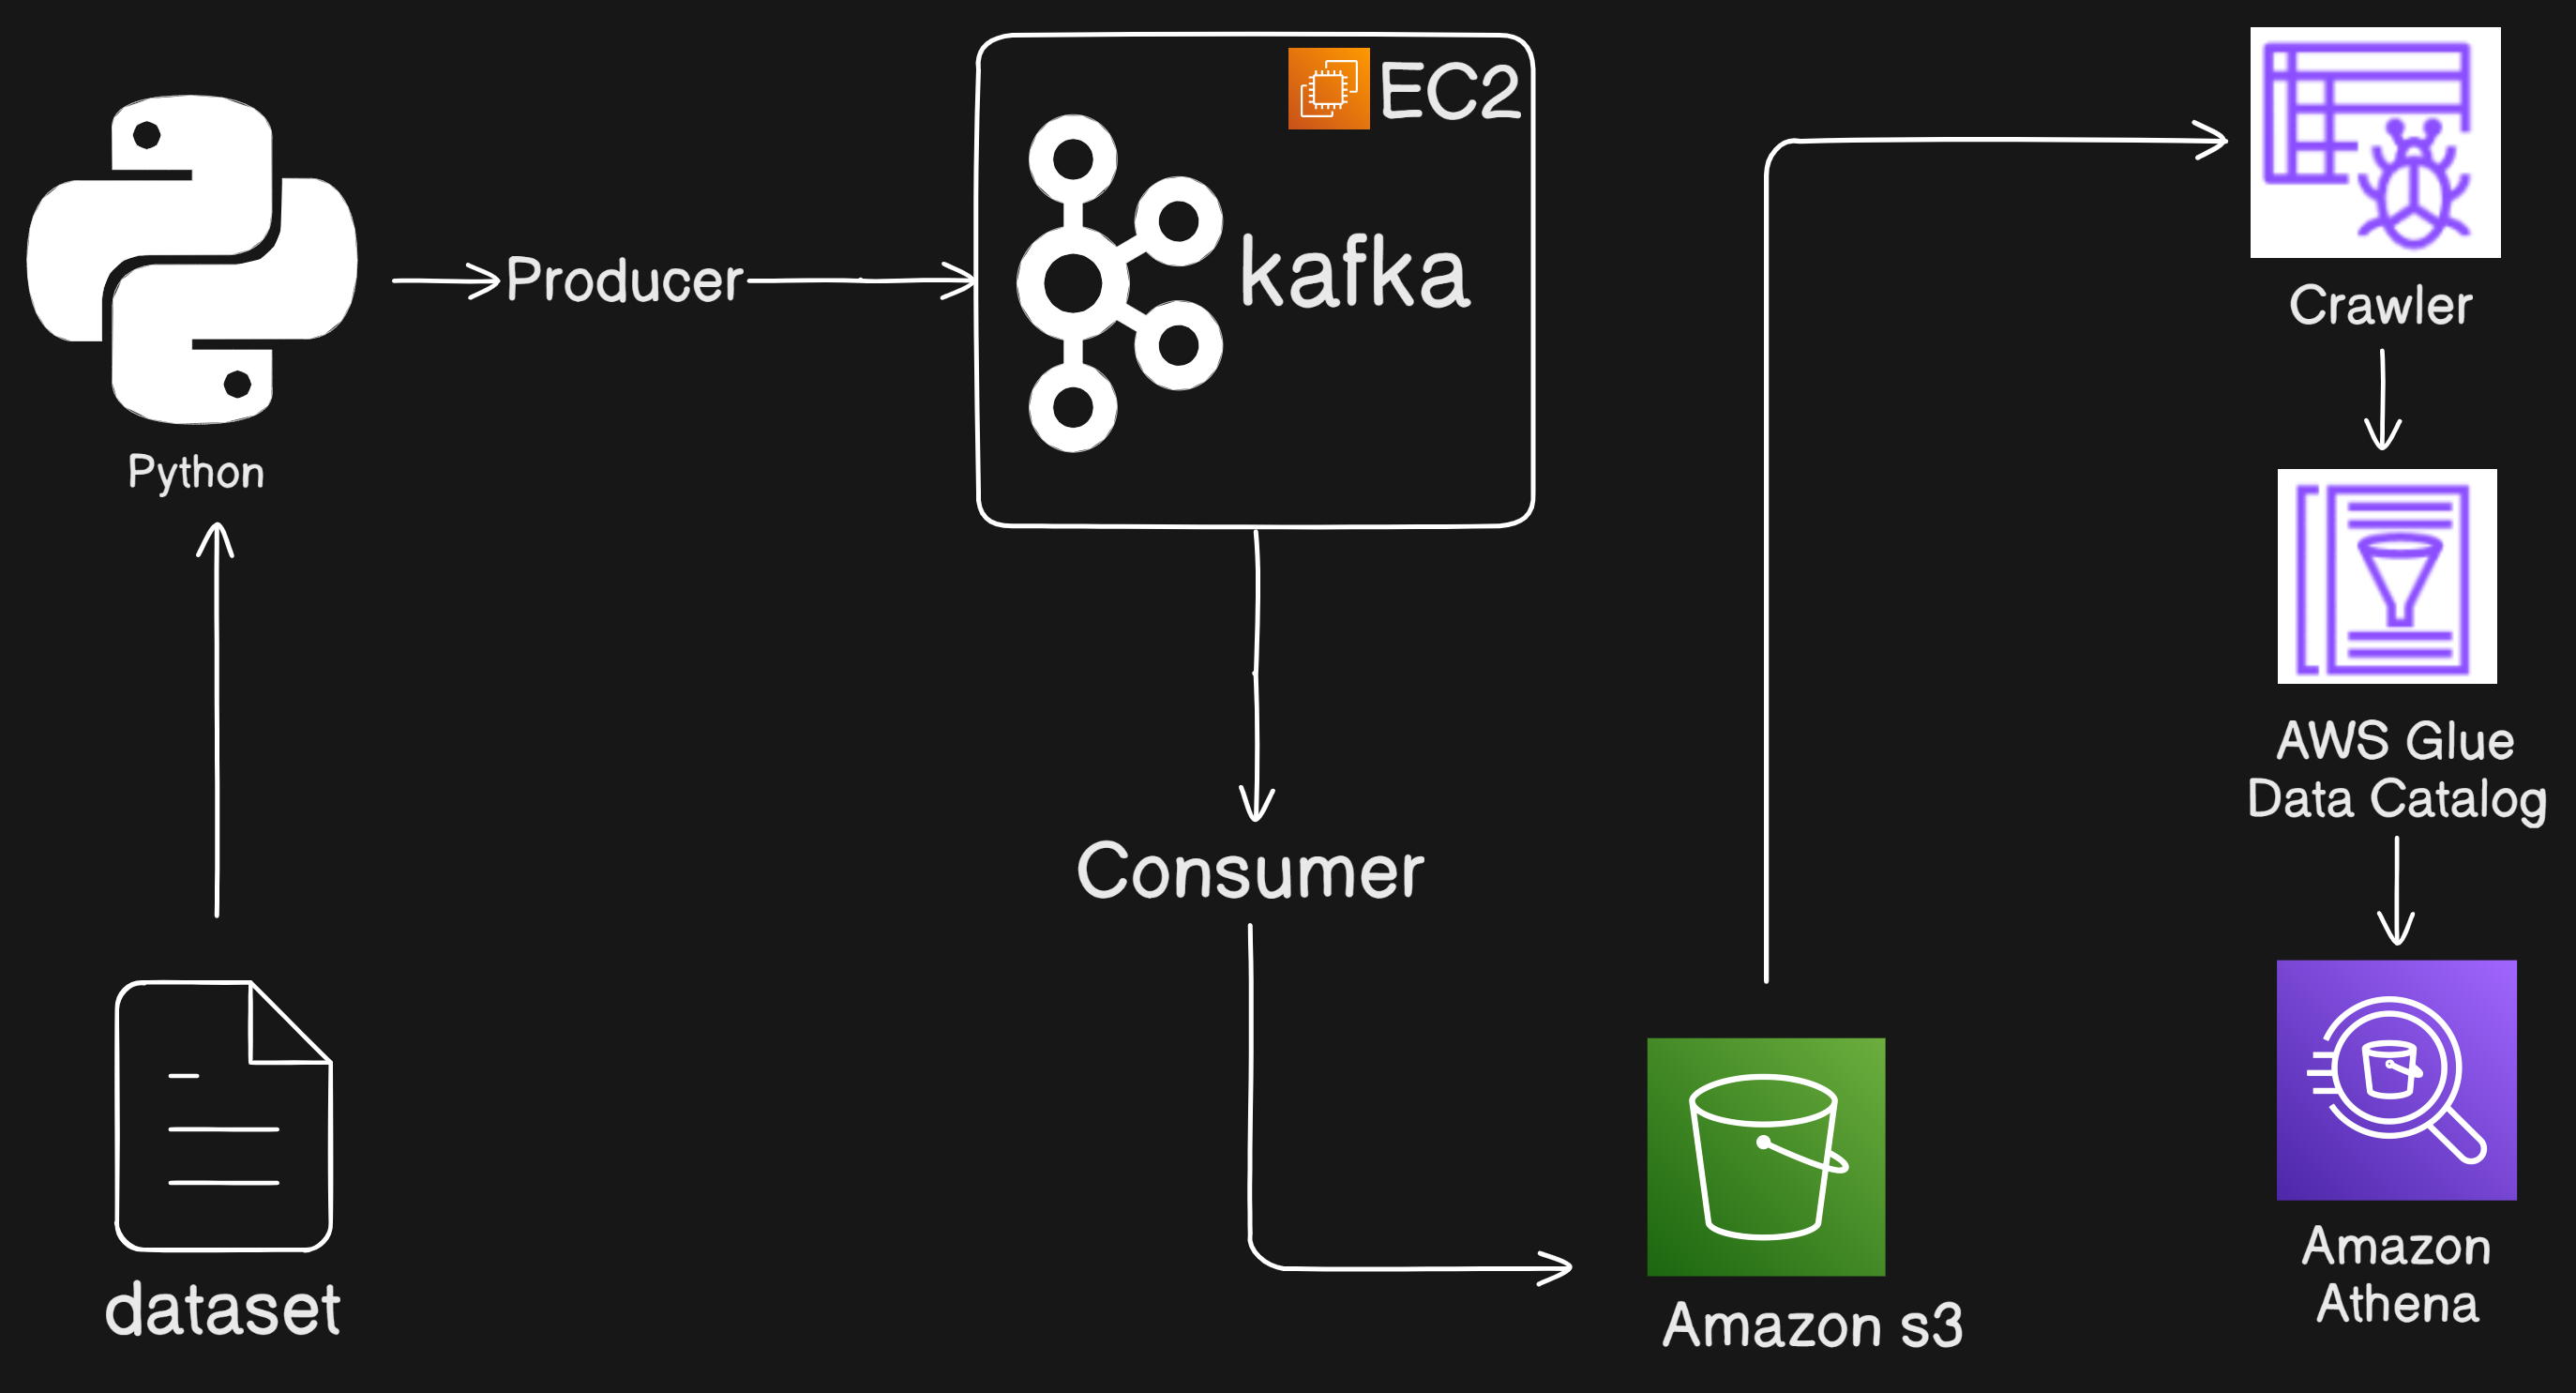 EC2
kafka
Producer
Python
Crawler
AWS Glue
Data Catalog
Consumer
dataset
Amazon s3
Amazon
Athena